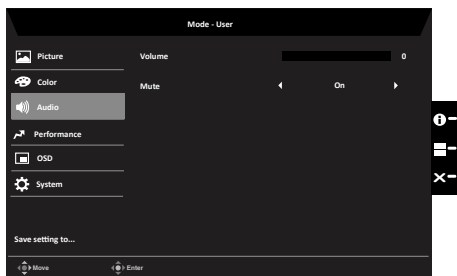 Mode - User
Picture
Volume 0
Color
Mute On
Audio
Performance
OSD
System
Save setting to...
Move Enter